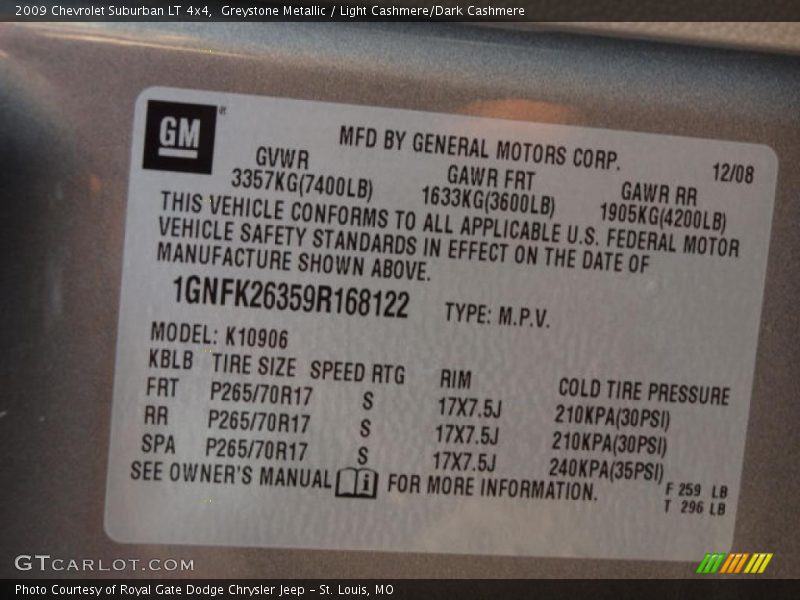 2009 Chevrolet Suburban LT 4x4, Greystone Metallic / Light Cashmere/Dark Cashmere
GM®
MFD BY GENERAL MOTORS CORP. 12/08
GVWR GAWR FRT GAWR RR
3357KG(7400LB) 1633KG(3600LB) 1905KG(4200LB)
THIS VEHICLE CONFORMS TO ALL APPLICABLE U.S. FEDERAL MOTOR
VEHICLE SAFETY STANDARDS IN EFFECT ON THE DATE OF
MANUFACTURE SHOWN ABOVE.
1GNFK26359R168122 TYPE: M.P.V.
MODEL: K10906
KBLB TIRE SIZE SPEED RTG RIM COLD TIRE PRESSURE
FRT P265/70R17 S 17X7.5J 210KPA(30PSI)
RR P265/70R17 S 17X7.5J 210KPA(30PSI)
SPA P265/70R17 S 17X7.5J 240KPA(35PSI)
SEE OWNER'S MANUAL i FOR MORE INFORMATION.
F 259 LB
T 296 LB
GTCARLOT.COM
Photo Courtesy of Royal Gate Dodge Chrysler Jeep – St. Louis, MO